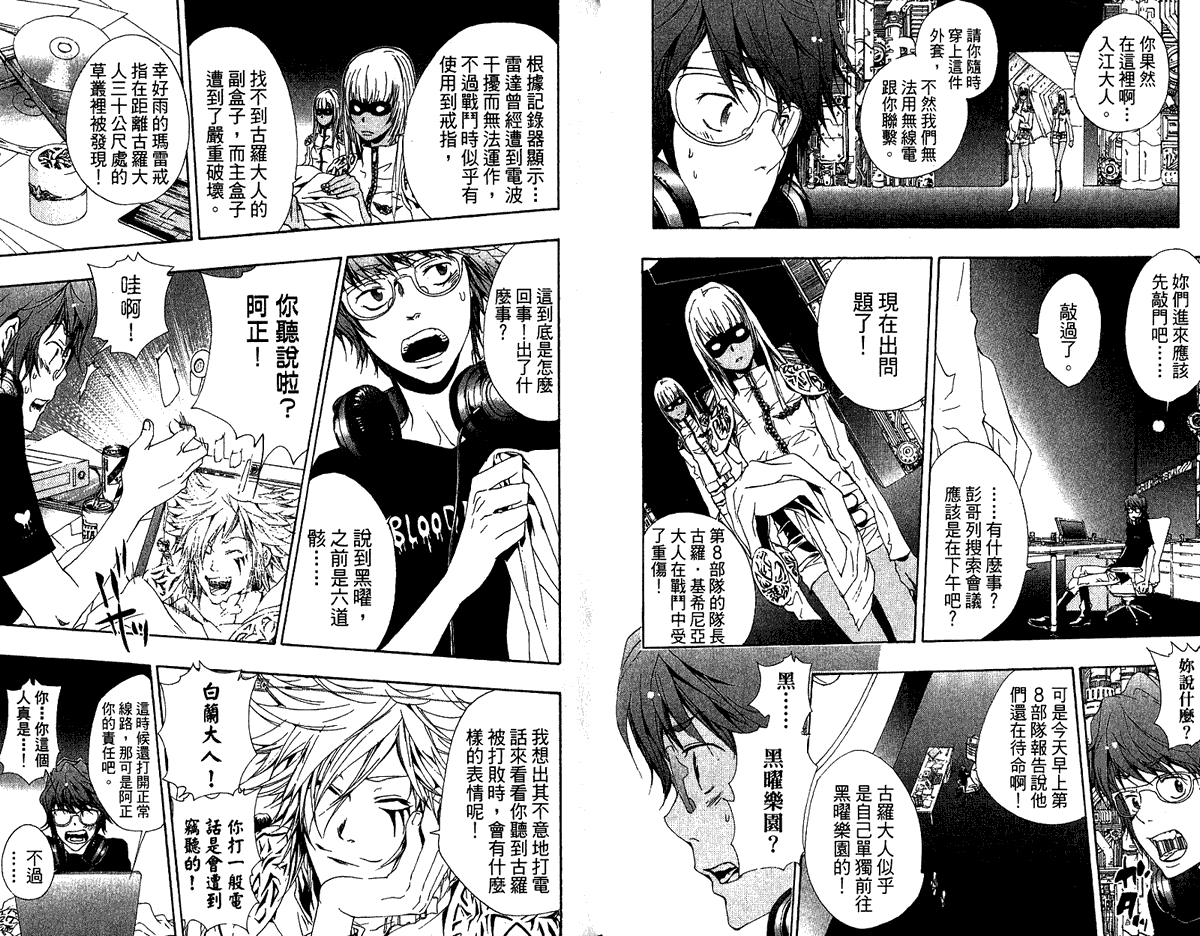 你果然
在這裡啊…
入江大人。
請你隨時
穿上這件
外套，
不然我們無
法用無線電
跟你聯繫。
妳們進來應該
先敲門吧……
敲過了。
……有什麼事？
彭哥列搜索會議
應該是在下午吧？
現在出問
題了！
第8部隊的隊長
古羅·基希尼亞
大人在戰鬥中受
了重傷！
妳說什麼？
可是今天早上第
8部隊報告說他
們還在待命啊！
古羅大人似乎
是自己單獨前往
黑曜樂園的！
黑……
黑曜樂園？
根據記錄器顯示…
雷達曾經遭到電波
干擾而無法運作，
不過戰鬥時似乎有
使用到戒指，
找不到古羅大人的
副盒子，而主盒子
遭到了嚴重破壞。
幸好雨的瑪雷戒
指在距離古羅大
人三十公尺處的
草叢裡被發現！
這到底是怎麼
回事！出了什
麼事？
BLOOD
說到黑曜，
之前是六道
骸……
你聽說啦？
阿正！
哇啊！
我想出其不意地打電
話來看看你聽到古羅
被打敗時，會有什麼
樣的表情呢！
白蘭大人！
你打一般電
話是會遭到
竊聽的！
這時候還打開正常
線路，那可是阿正
你的責任吧。
你…你這個
人真是…！
不過
……